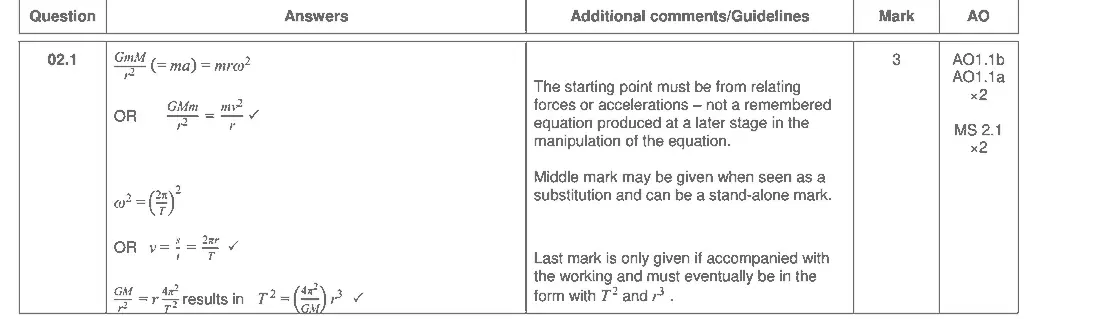 Question Answers Additional comments/Guidelines Mark AO
02.1 GmM/r² (= ma) = mrω² 3 AO1.1b
AO1.1a
×2
MS 2.1
×2
OR GMm/r² = mv²/r ✓
The starting point must be from relating
forces or accelerations – not a remembered
equation produced at a later stage in the
manipulation of the equation.
Middle mark may be given when seen as a
substitution and can be a stand-alone mark.
ω² = (2π/T)²
OR v = s/t = 2πr/T ✓
Last mark is only given if accompanied with
the working and must eventually be in the
form with T² and r³ .
GM/r² = r 4π²/T² results in T² = (4π²/GM) r³ ✓